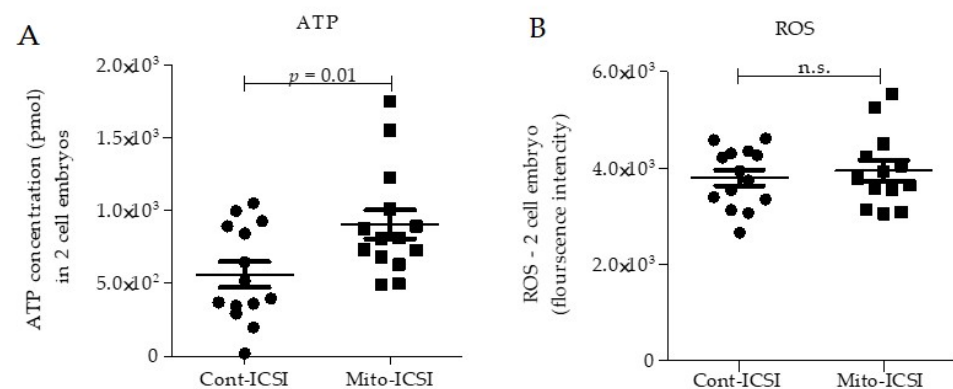 A
ATP
ATP concentration (pmol)
in 2 cell embryos
2.0x10³
1.5x10³
1.0x10³
5.0x10²
0
p = 0.01
Cont-ICSI
Mito-ICSI
B
ROS
ROS - 2 cell embryo
(flourscence intencity)
6.0x10³
4.0x10³
2.0x10³
0
n.s.
Cont-ICSI
Mito-ICSI